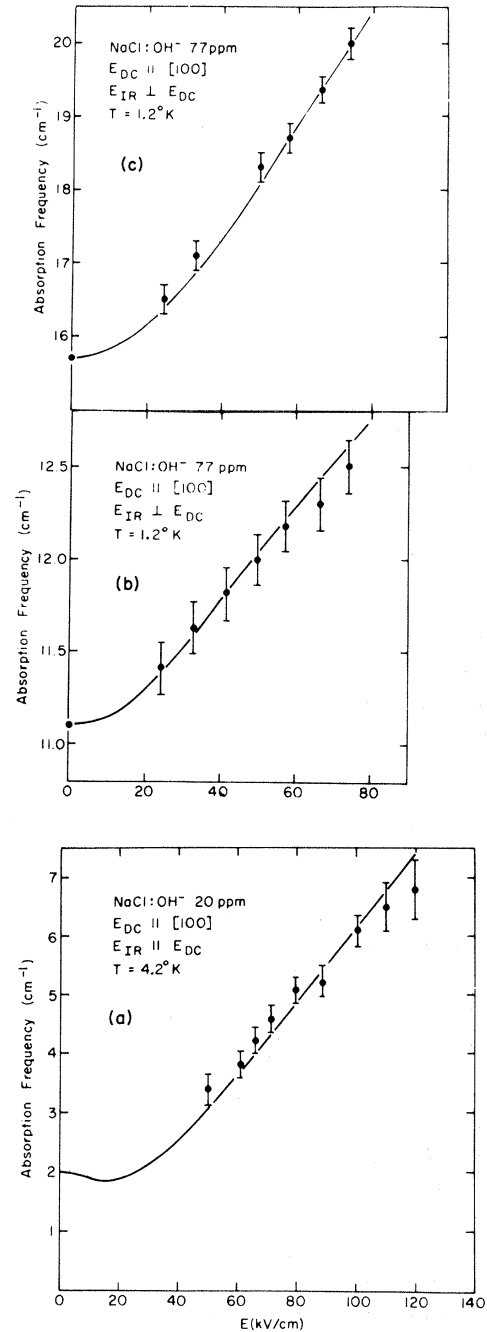 20
19
18
17
16
Absorption Frequency (cm⁻¹)
NaCl:OH⁻ 77ppm
E_DC II [100]
E_IR ⊥ E_DC
T = 1.2°K
(c)
12.5
12.0
11.5
11.0
Absorption Frequency (cm⁻¹)
NaCl:OH⁻ 77 ppm
E_DC II [100]
E_IR ⊥ E_DC
T = 1.2°K
(b)
0 20 40 60 80
7
6
5
4
3
2
1
Absorption Frequency (cm⁻¹)
NaCl:OH⁻ 20 ppm
E_DC II [100]
E_IR II E_DC
T = 4.2°K
(a)
0 20 40 60 80 100 120 140
E(kV/cm)